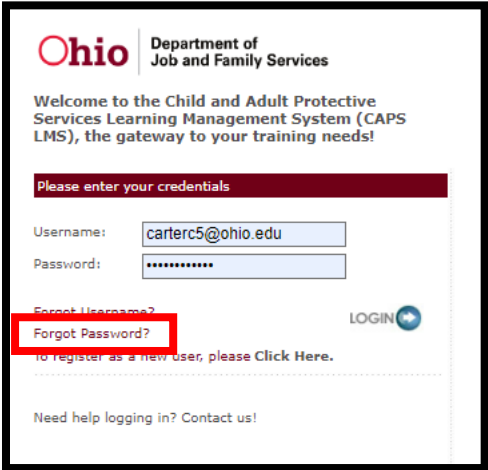 Ohio
Department of
Job and Family Services
Welcome to the Child and Adult Protective
Services Learning Management System (CAPS
LMS), the gateway to your training needs!
Please enter your credentials
Username: carterc5@ohio.edu
Password: ••••••••••••
Forgot Username?
LOGIN
Forgot Password?
To register as a new user, please Click Here.
Need help logging in? Contact us!